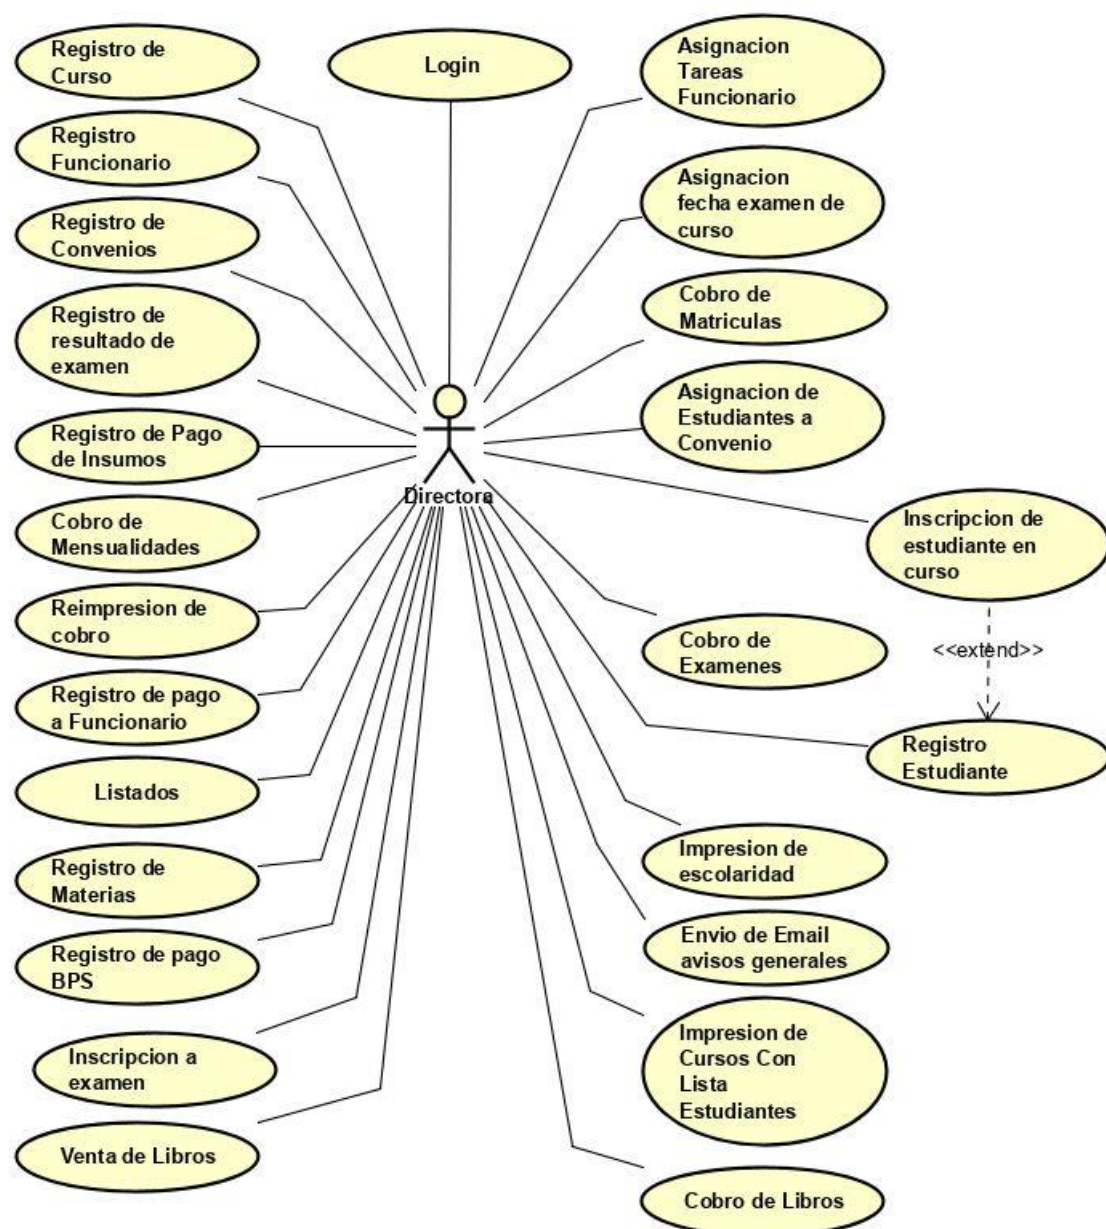 Registro de
Curso
Login
Asignacion
Tareas
Funcionario
Registro
Funcionario
Asignacion
fecha examen de
curso
Registro de
Convenios
Cobro de
Matriculas
Registro de
resultado de
examen
Asignacion de
Estudiantes a
Convenio
Registro de Pago
de Insumos
Directora
Cobro de
Mensualidades
Inscripcion de
estudiante en
curso
Reimpresion de
cobro
Cobro de
Examenes
<<extend>>
Registro de pago
a Funcionario
Registro
Estudiante
Listados
Impresion de
escolaridad
Registro de
Materias
Envio de Email
avisos generales
Registro de pago
BPS
Impresion de
Cursos Con
Lista
Estudiantes
Inscripcion a
examen
Venta de Libros
Cobro de Libros